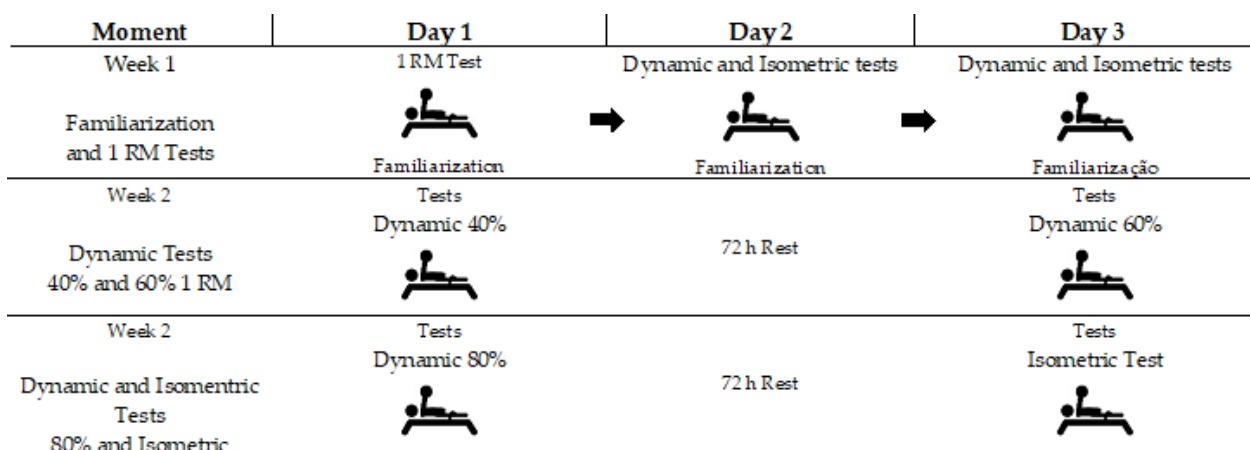 Moment Day 1 Day 2 Day 3
Week 1 1 RM Test Dynamic and Isometric tests Dynamic and Isometric tests
Familiarization
and 1 RM Tests
Familiarization Familiarization Familiarização
Week 2 Tests Tests
Dynamic 40% Dynamic 60%
72 h Rest
Dynamic Tests
40% and 60% 1 RM
Week 2 Tests Tests
Dynamic 80% Isometric Test
72 h Rest
Dynamic and Isomentric
Tests
80% and Isometric